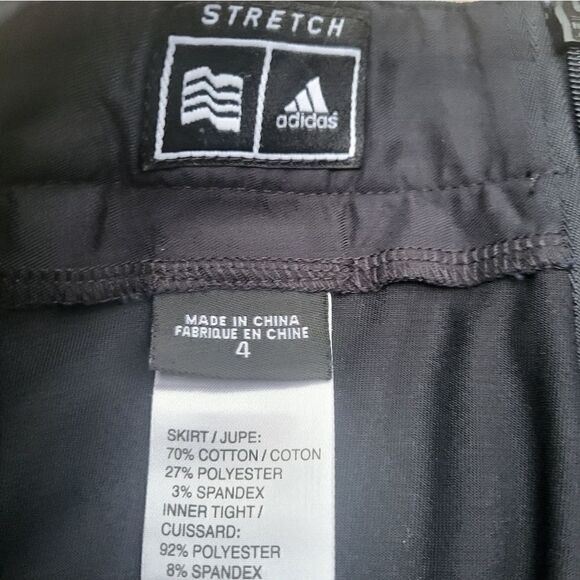 STRETCH
adidas
MADE IN CHINA
FABRIQUE EN CHINE
4
SKIRT / JUPE:
70% COTTON / COTON
27% POLYESTER
3% SPANDEX
INNER TIGHT /
CUISSARD:
92% POLYESTER
8% SPANDEX